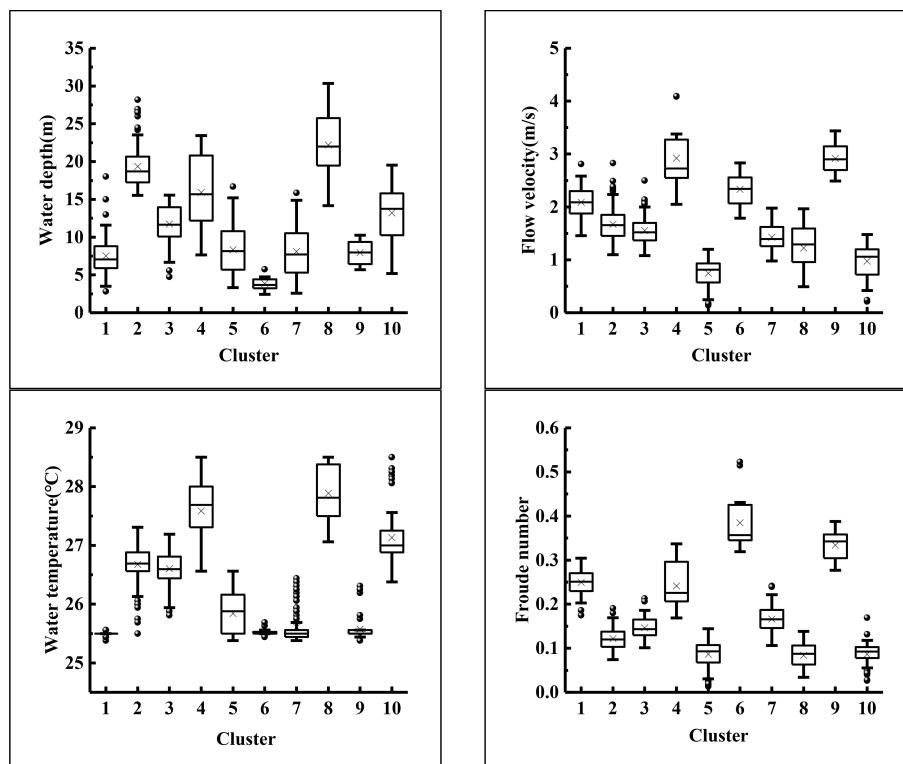 Water depth(m)
35
30
25
20
15
10
5
0
1 2 3 4 5 6 7 8 9 10
Cluster
Flow velocity(m/s)
5
4
3
2
1
0
1 2 3 4 5 6 7 8 9 10
Cluster
Water temperature(°C)
29
28
27
26
25
1 2 3 4 5 6 7 8 9 10
Cluster
Froude number
0.6
0.5
0.4
0.3
0.2
0.1
0.0
1 2 3 4 5 6 7 8 9 10
Cluster